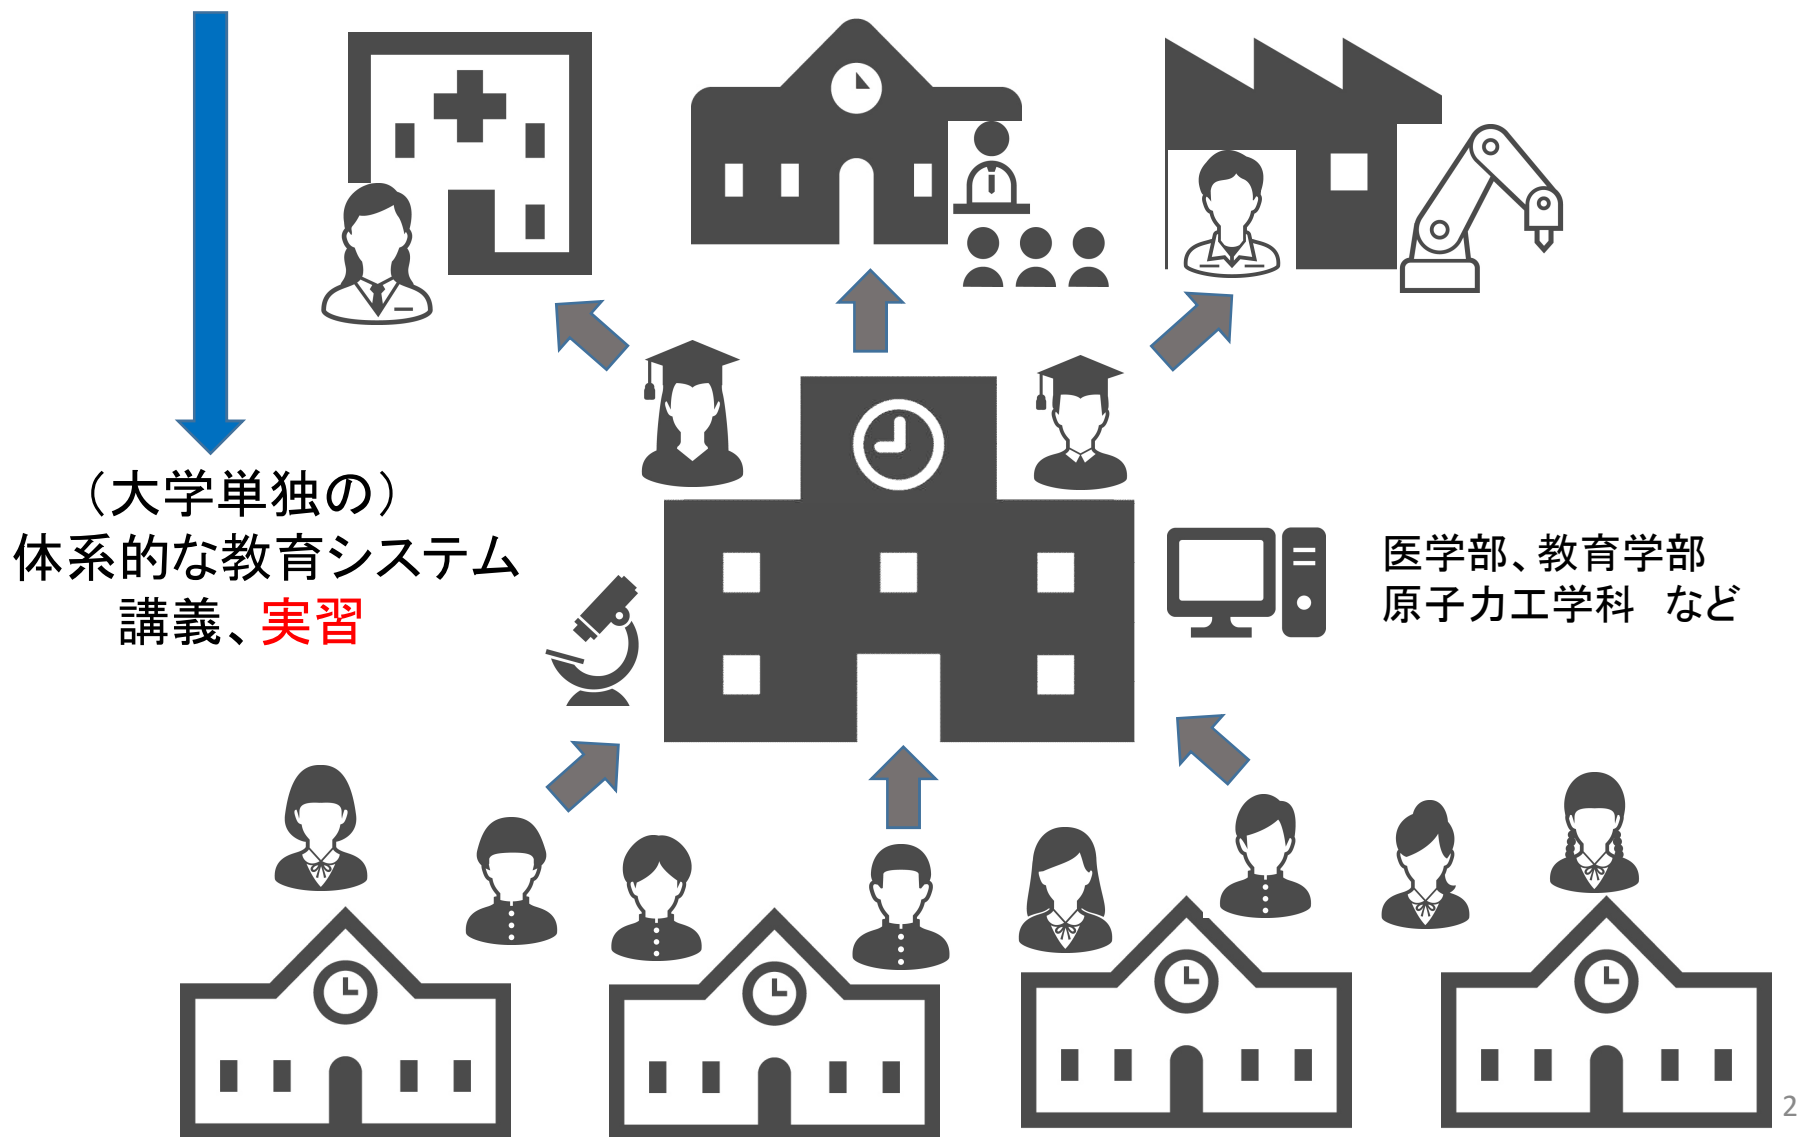 （大学単独の）
体系的な教育システム
講義、実習
医学部、教育学部
原子力工学科　など
2